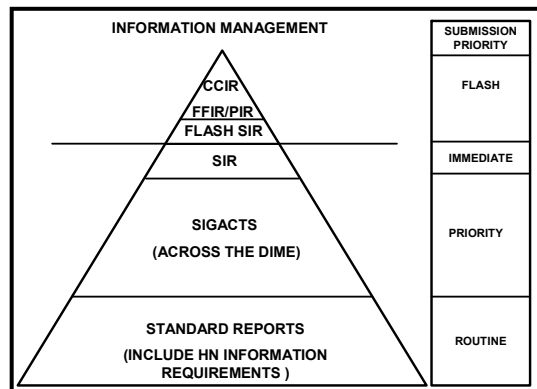 INFORMATION MANAGEMENT
SUBMISSION
PRIORITY
CCIR
FFIR/PIR
FLASH SIR
FLASH
SIR
IMMEDIATE
SIGACTS
(ACROSS THE DIME)
PRIORITY
STANDARD REPORTS
(INCLUDE HN INFORMATION
REQUIREMENTS )
ROUTINE